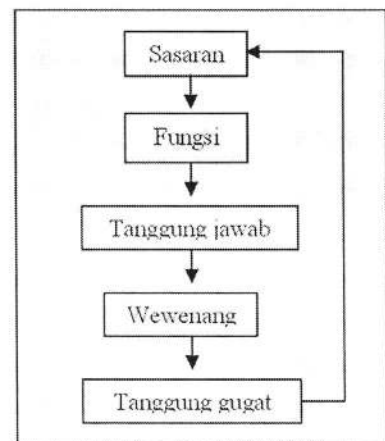 Sasaran
Fungsi
Tanggung jawab
Wewenang
Tanggung gugat